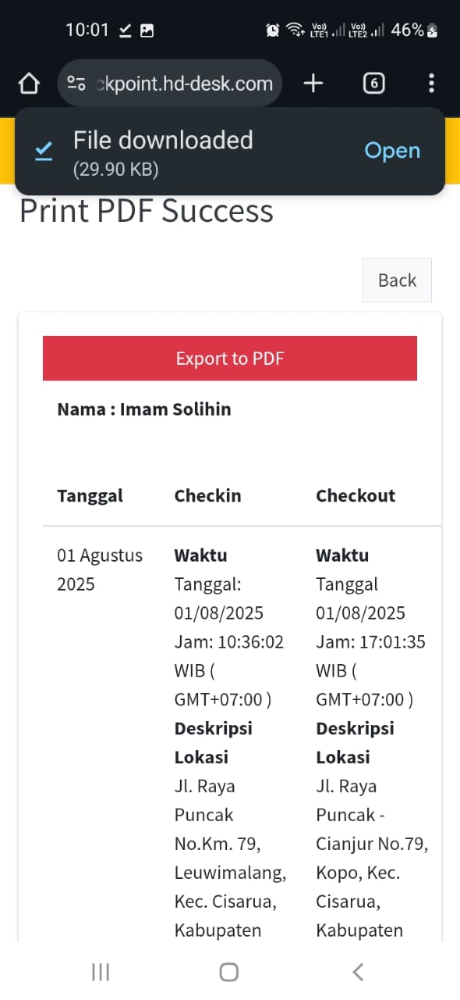 10:01
Vo)) LTE1 Vo)) LTE2 46%
ckpoint.hd-desk.com
6
File downloaded
(29.90 KB)
Open
Print PDF Success
Back
Export to PDF
Nama : Imam Solihin
Tanggal Checkin Checkout
01 Agustus Waktu Waktu
2025 Tanggal: Tanggal
01/08/2025 01/08/2025
Jam: 10:36:02 Jam: 17:01:35
WIB ( WIB (
GMT+07:00 ) GMT+07:00 )
Deskripsi Deskripsi
Lokasi Lokasi
Jl. Raya Jl. Raya
Puncak Puncak -
No.Km. 79, Cianjur No.79,
Leuwimalang, Kopo, Kec.
Kec. Cisarua, Cisarua,
Kabupaten Kabupaten